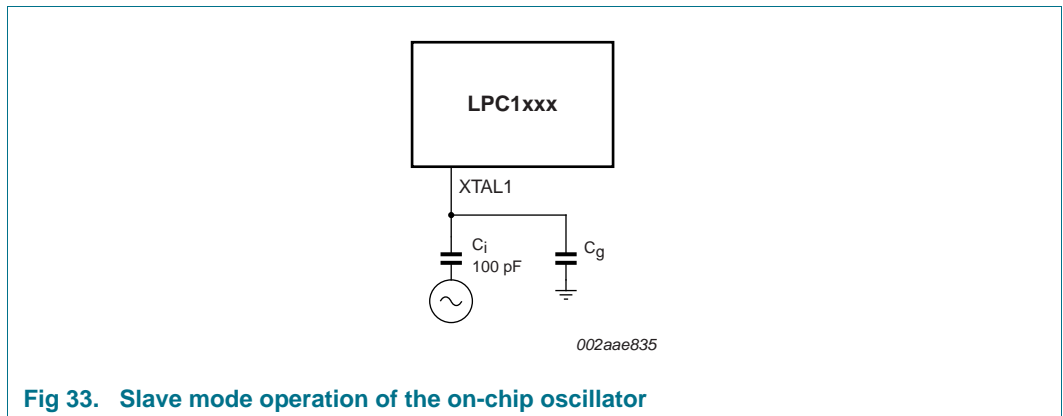 LPC1xxx
XTAL1
Ci
100 pF
Cg
002aae835
Fig 33. Slave mode operation of the on-chip oscillator